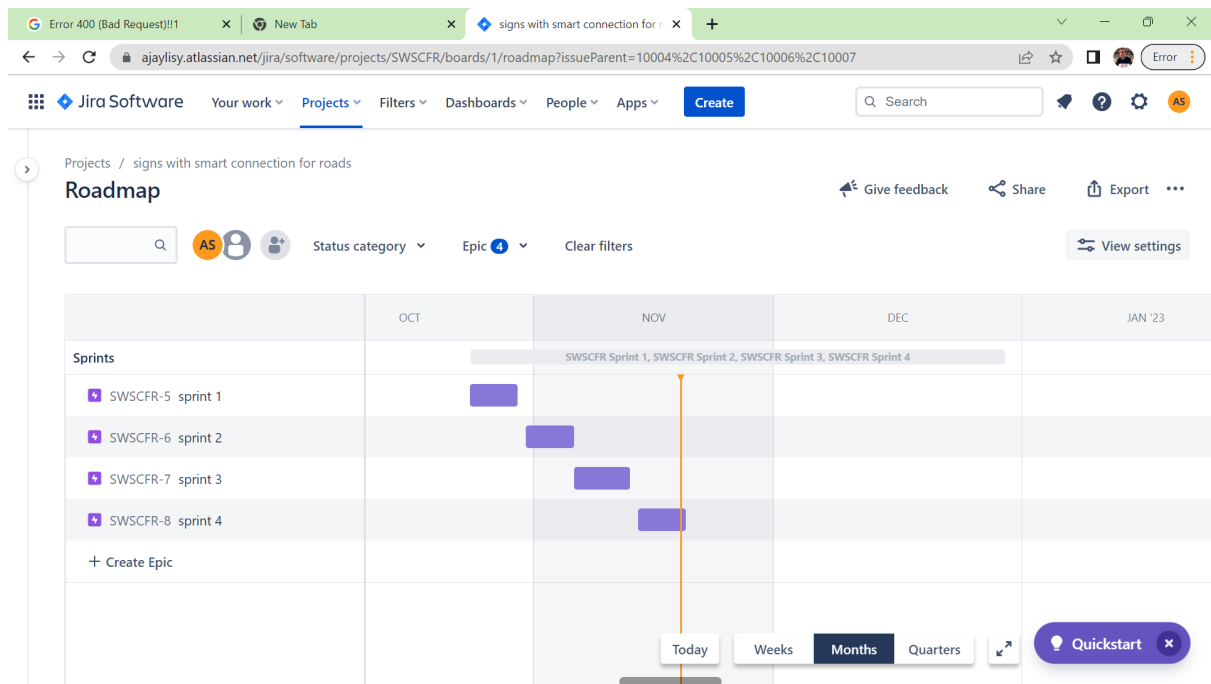 Error 400 (Bad Request)!!1
New Tab
signs with smart connection for r
ajaylisy.atlassian.net/jira/software/projects/SWSCFR/boards/1/roadmap?issueParent=10004%2C10005%2C10006%2C10007
Error
Jira Software
Your work
Projects
Filters
Dashboards
People
Apps
Create
Search
AS
Projects / signs with smart connection for roads
Roadmap
Give feedback
Share
Export
AS
Status category
Epic 4
Clear filters
View settings
OCT
NOV
DEC
JAN '23
Sprints
SWSCFR Sprint 1, SWSCFR Sprint 2, SWSCFR Sprint 3, SWSCFR Sprint 4
SWSCFR-5 sprint 1
SWSCFR-6 sprint 2
SWSCFR-7 sprint 3
SWSCFR-8 sprint 4
+ Create Epic
Today
Weeks
Months
Quarters
Quickstart